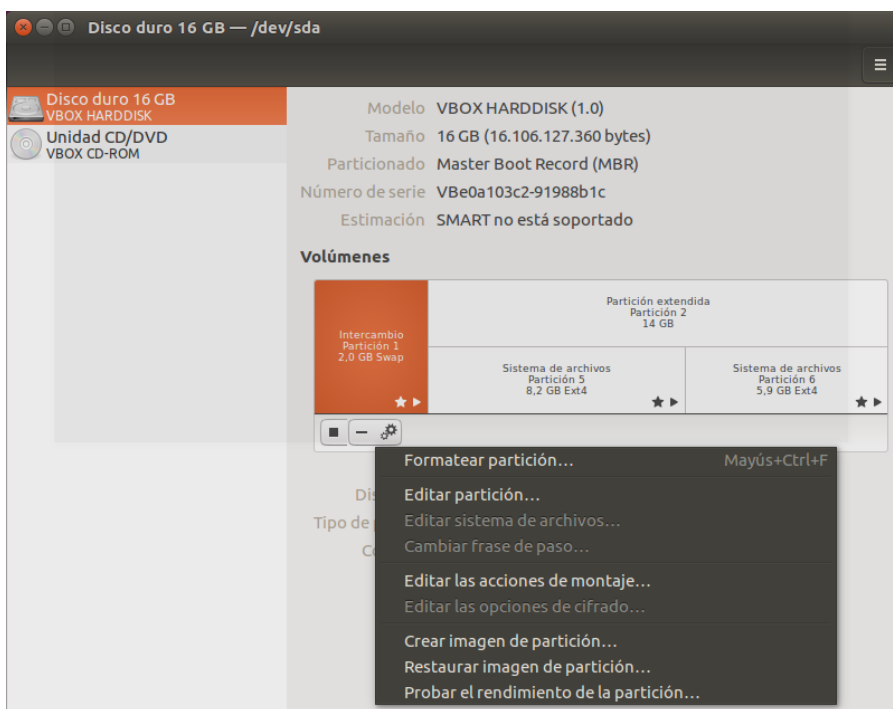 Disco duro 16 GB — /dev/sda
Disco duro 16 GB
VBOX HARDDISK
Unidad CD/DVD
VBOX CD-ROM
Modelo VBOX HARDDISK (1.0)
Tamaño 16 GB (16.106.127.360 bytes)
Particionado Master Boot Record (MBR)
Número de serie VBe0a103c2-91988b1c
Estimación SMART no está soportado
Volúmenes
Intercambio
Partición 1
2,0 GB Swap
Partición extendida
Partición 2
14 GB
Sistema de archivos
Partición 5
8,2 GB Ext4
Sistema de archivos
Partición 6
5,9 GB Ext4
Formatear partición... Mayús+Ctrl+F
Editar partición...
Tipo de
Editar sistema de archivos...
Cambiar frase de paso...
Editar las acciones de montaje...
Editar las opciones de cifrado...
Crear imagen de partición...
Restaurar imagen de partición...
Probar el rendimiento de la partición...